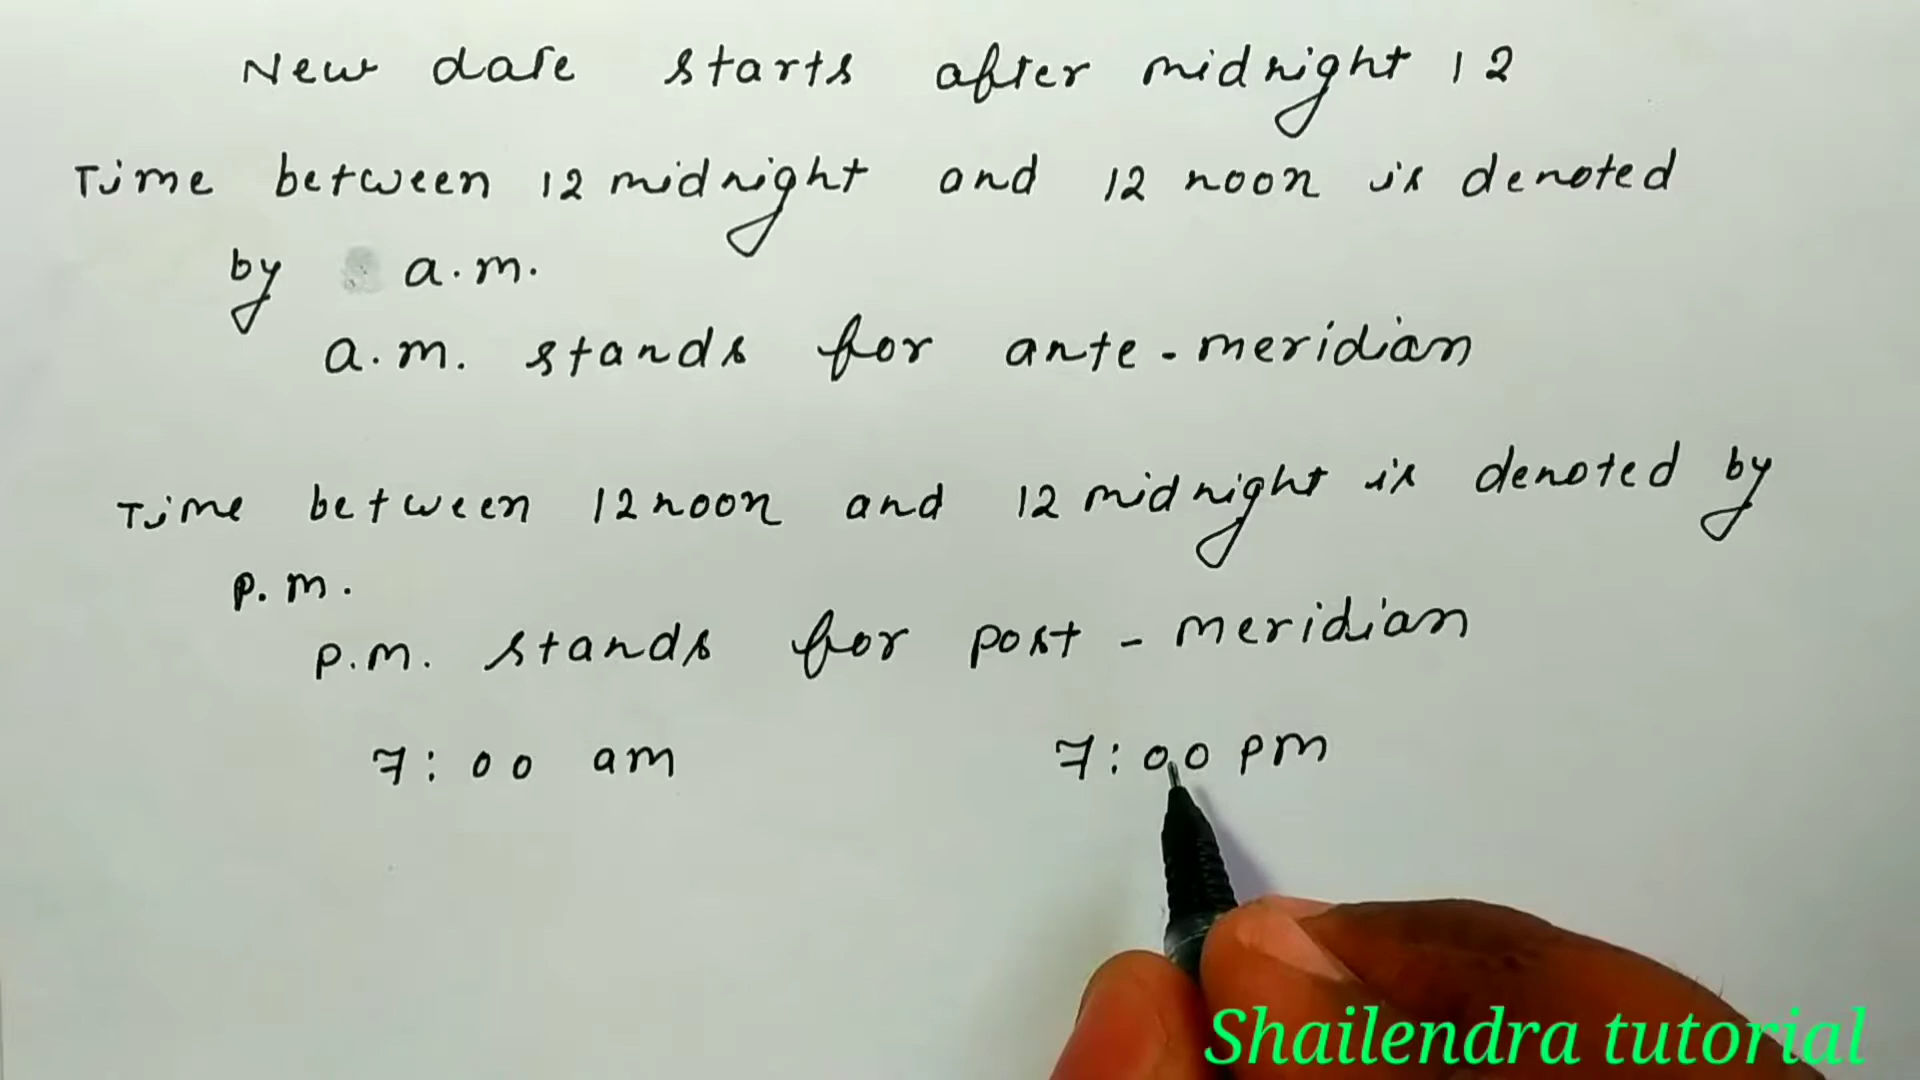 New date starts after midnight 12
Time between 12 midnight and 12 noon is denoted
by a.m.
a.m. stands for ante-meridian
Time between 12 noon and 12 midnight is denoted by
p.m.
p.m. stands for post-meridian
7:00 am 7:00 pm
Shailendra tutorial